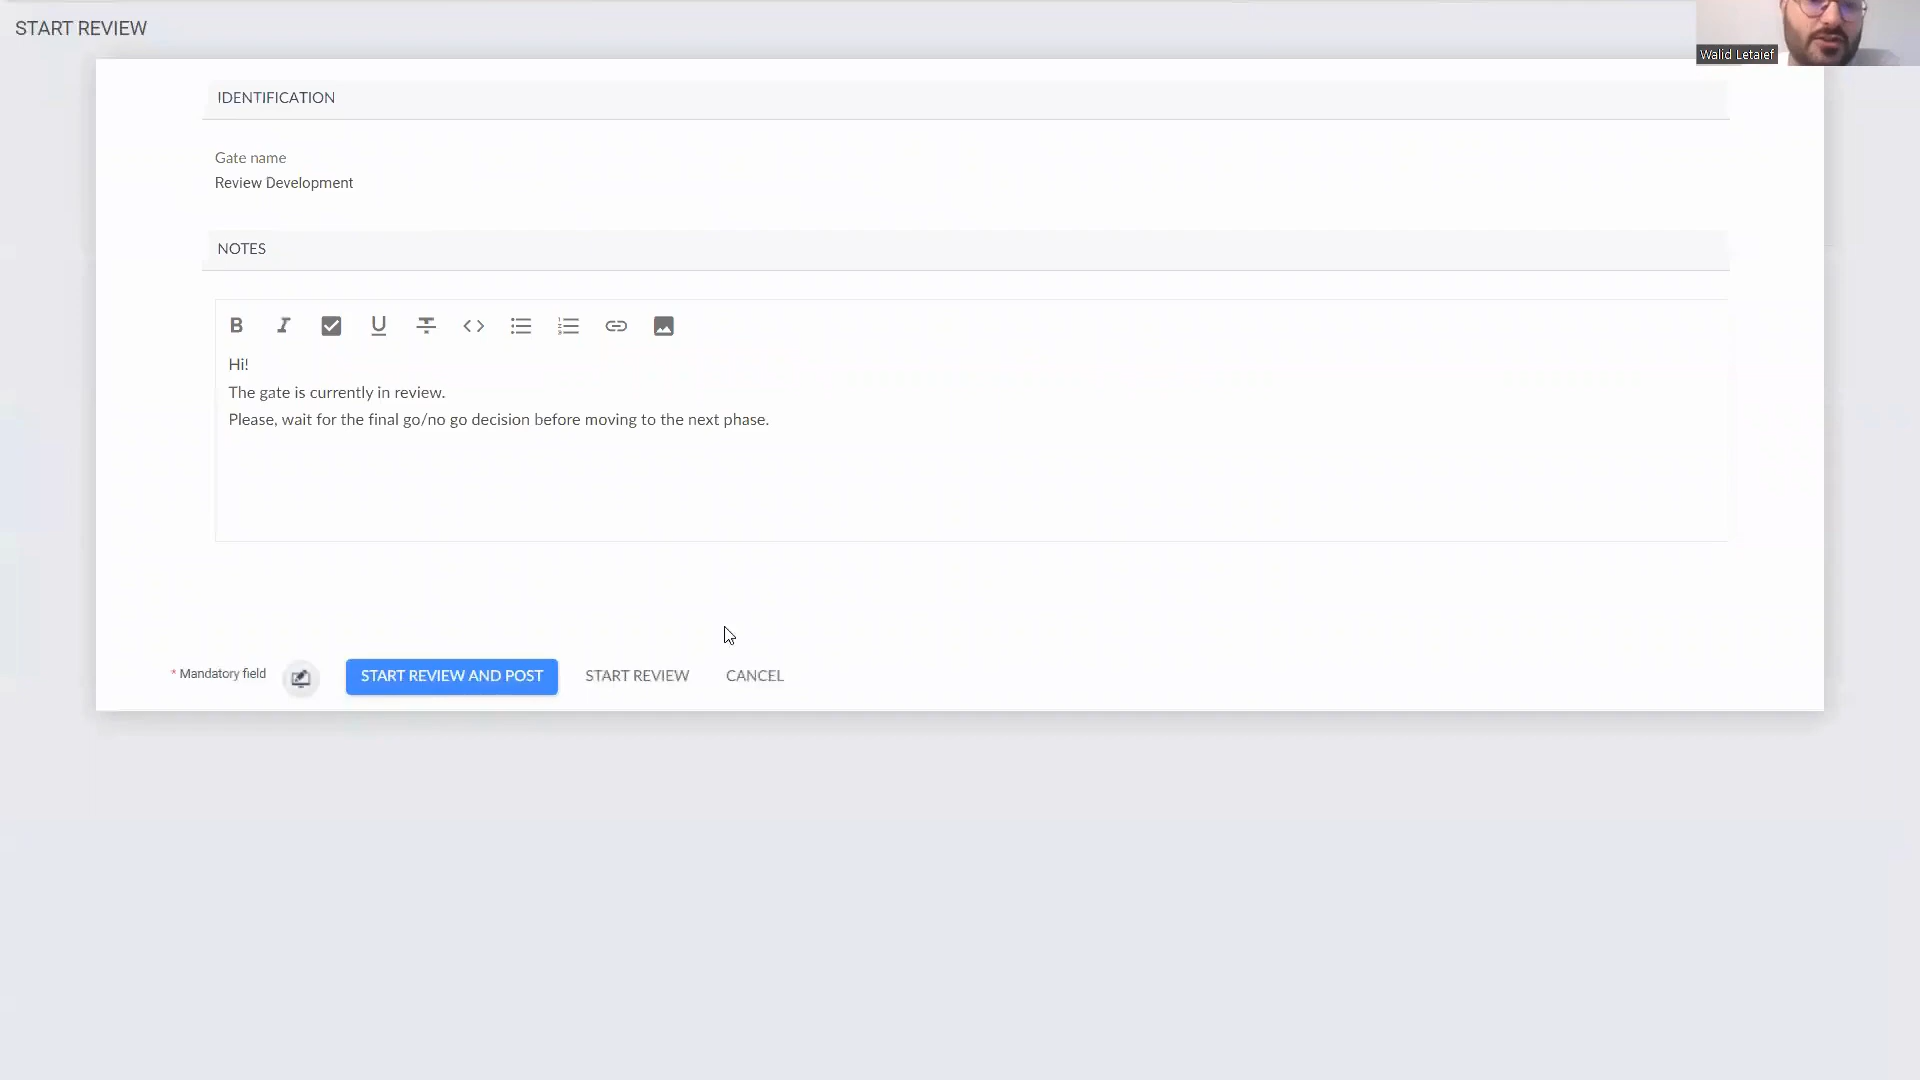 START REVIEW
Walid Letaief
IDENTIFICATION
Gate name
Review Development
NOTES
Hi!
The gate is currently in review.
Please, wait for the final go/no go decision before moving to the next phase.
* Mandatory field
START REVIEW AND POST
START REVIEW
CANCEL